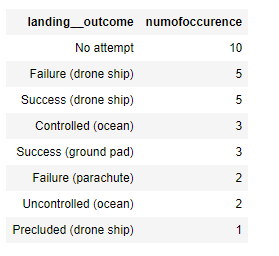 landing__outcome numofoccurence
No attempt 10
Failure (drone ship) 5
Success (drone ship) 5
Controlled (ocean) 3
Success (ground pad) 3
Failure (parachute) 2
Uncontrolled (ocean) 2
Precluded (drone ship) 1